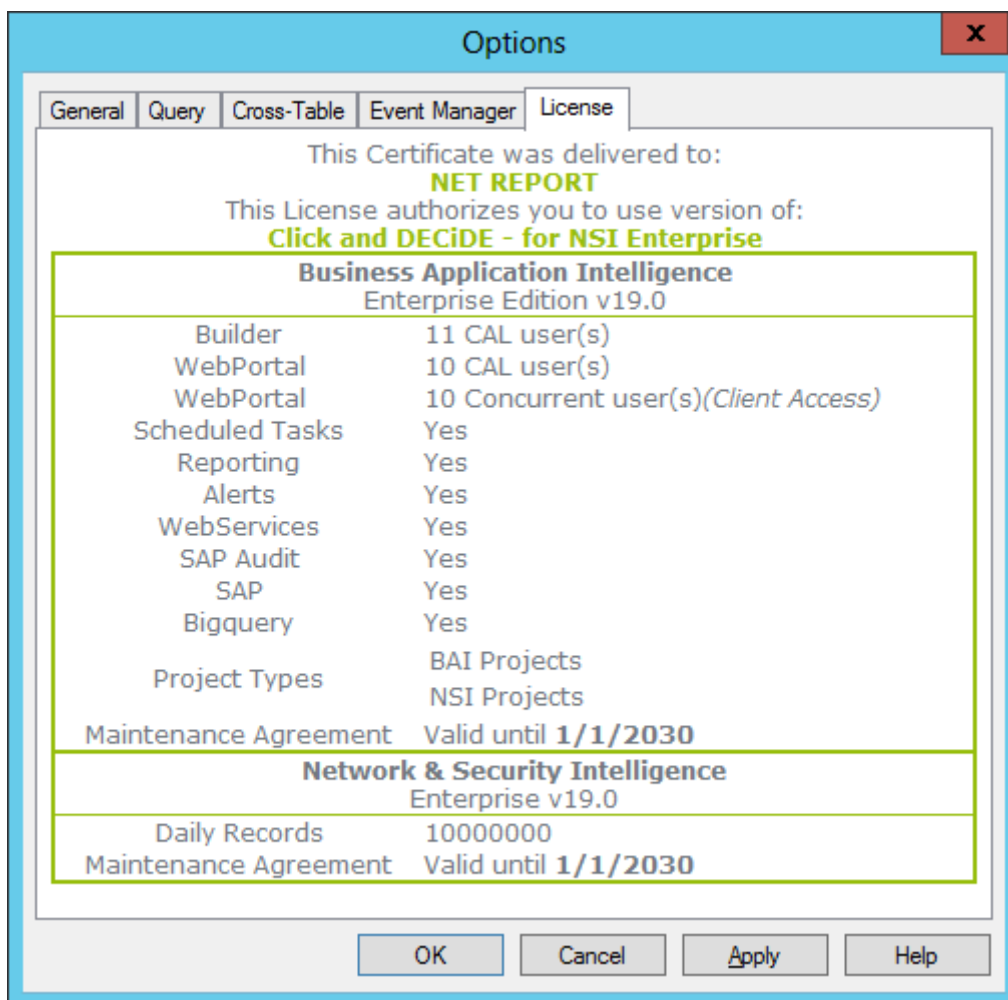 Options
x
General Query Cross-Table Event Manager License
This Certificate was delivered to:
NET REPORT
This License authorizes you to use version of:
Click and DECiDE - for NSI Enterprise
Business Application Intelligence
Enterprise Edition v19.0
Builder 11 CAL user(s)
WebPortal 10 CAL user(s)
WebPortal 10 Concurrent user(s)(Client Access)
Scheduled Tasks Yes
Reporting Yes
Alerts Yes
WebServices Yes
SAP Audit Yes
SAP Yes
Bigquery Yes
Project Types BAI Projects
NSI Projects
Maintenance Agreement Valid until 1/1/2030
Network & Security Intelligence
Enterprise v19.0
Daily Records 10000000
Maintenance Agreement Valid until 1/1/2030
OK Cancel Apply Help